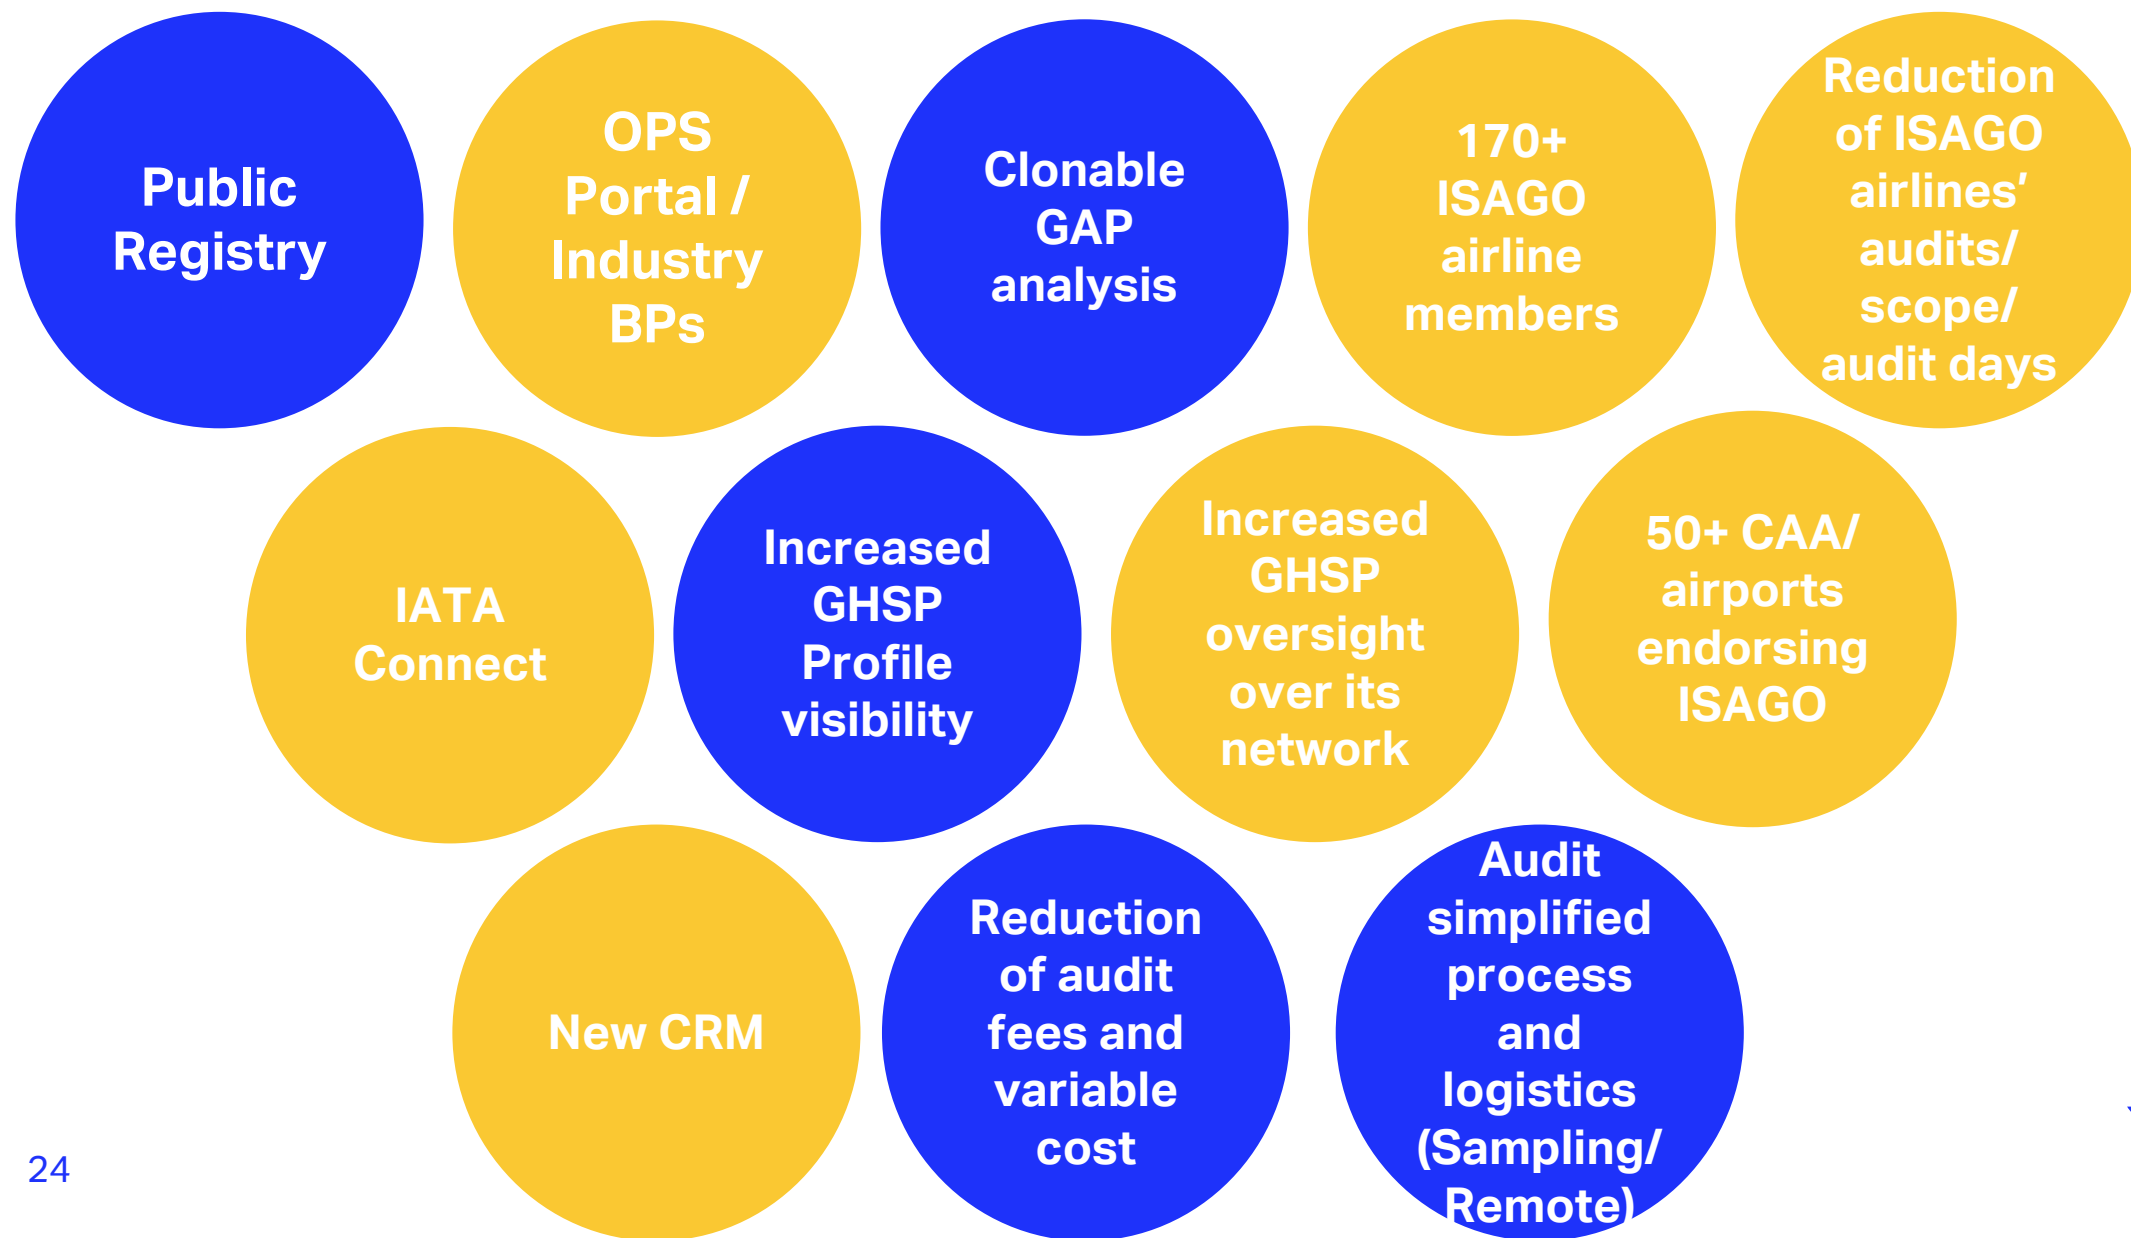 Public
Registry
OPS
Portal /
Industry
BPs
Clonable
GAP
analysis
170+
ISAGO
airline
members
Reduction
of ISAGO
airlines’
audits/
scope/
audit days
IATA
Connect
Increased
GHSP
Profile
visibility
Increased
GHSP
oversight
over its
network
50+ CAA/
airports
endorsing
ISAGO
New CRM
Reduction
of audit
fees and
variable
cost
Audit
simplified
process
and
logistics
(Sampling/
Remote)
24